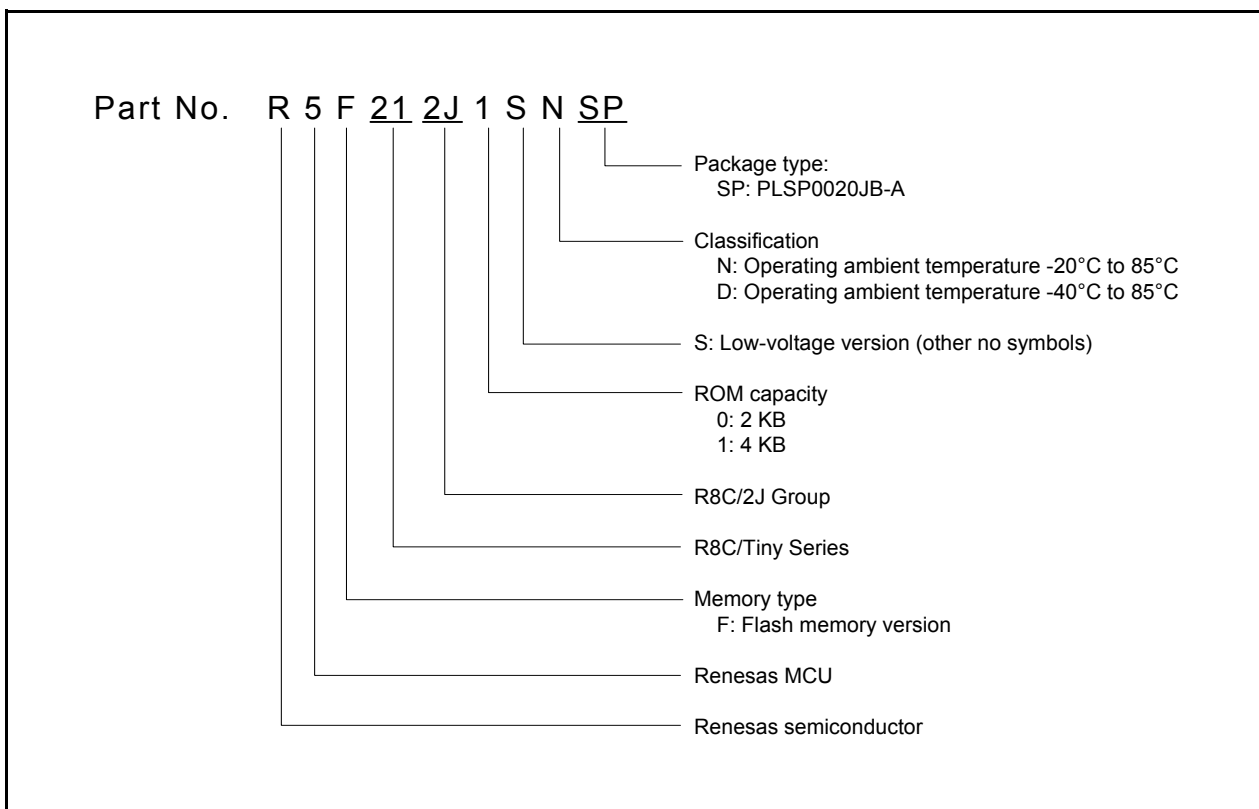 Part No. R 5 F 21 2J 1 S N SP
Package type:
SP: PLSP0020JB-A
Classification
N: Operating ambient temperature -20°C to 85°C
D: Operating ambient temperature -40°C to 85°C
S: Low-voltage version (other no symbols)
ROM capacity
0: 2 KB
1: 4 KB
R8C/2J Group
R8C/Tiny Series
Memory type
F: Flash memory version
Renesas MCU
Renesas semiconductor